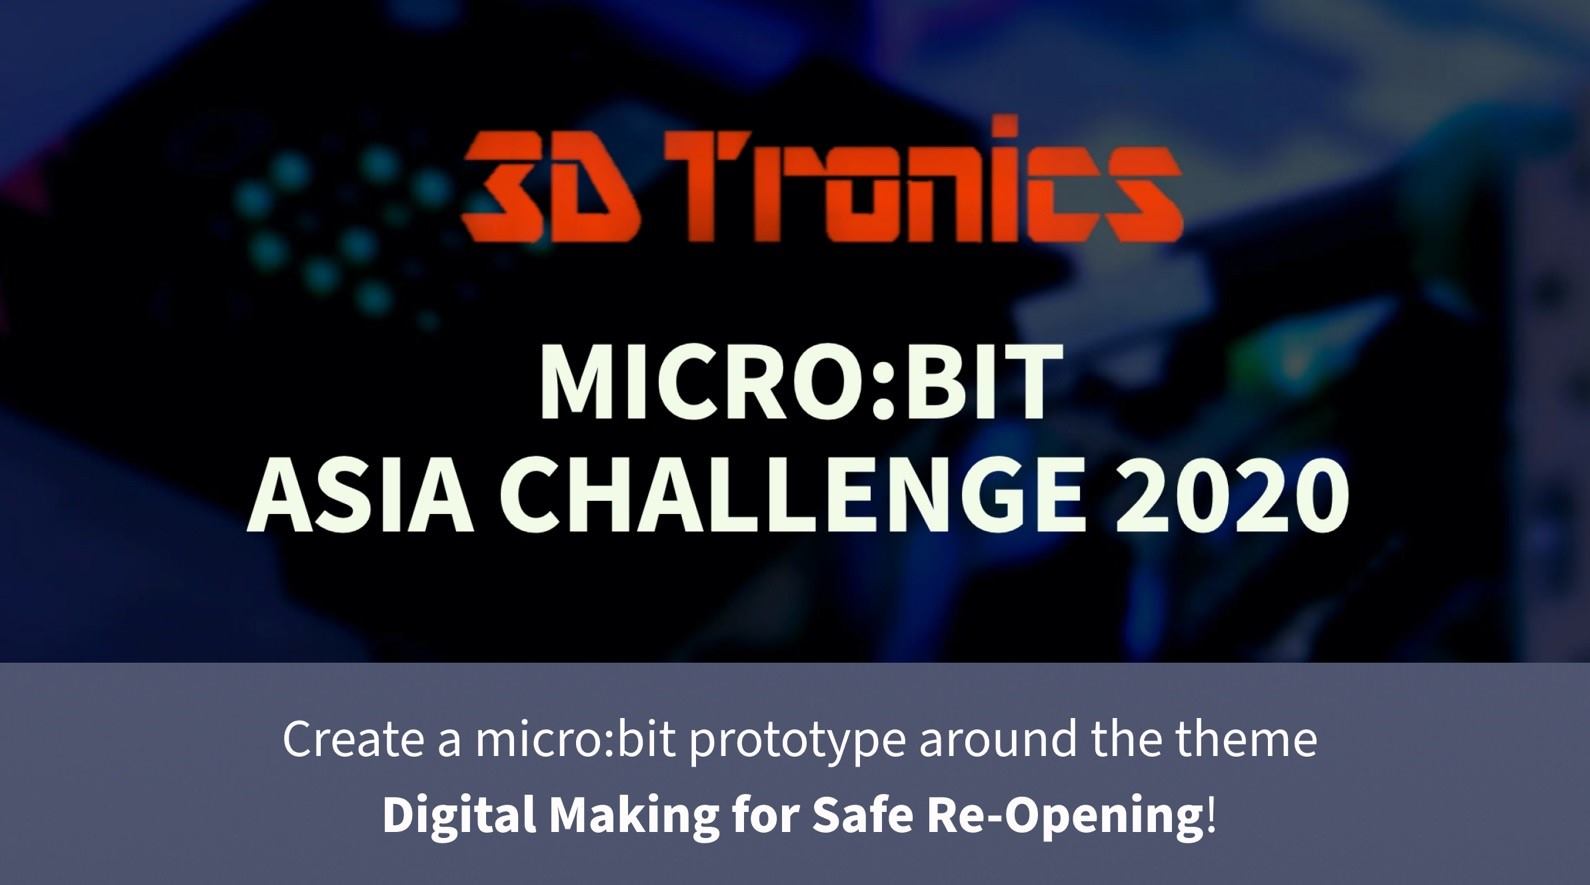 3D Tronics
MICRO:BIT
ASIA CHALLENGE 2020
Create a micro:bit prototype around the theme
Digital Making for Safe Re-Opening!